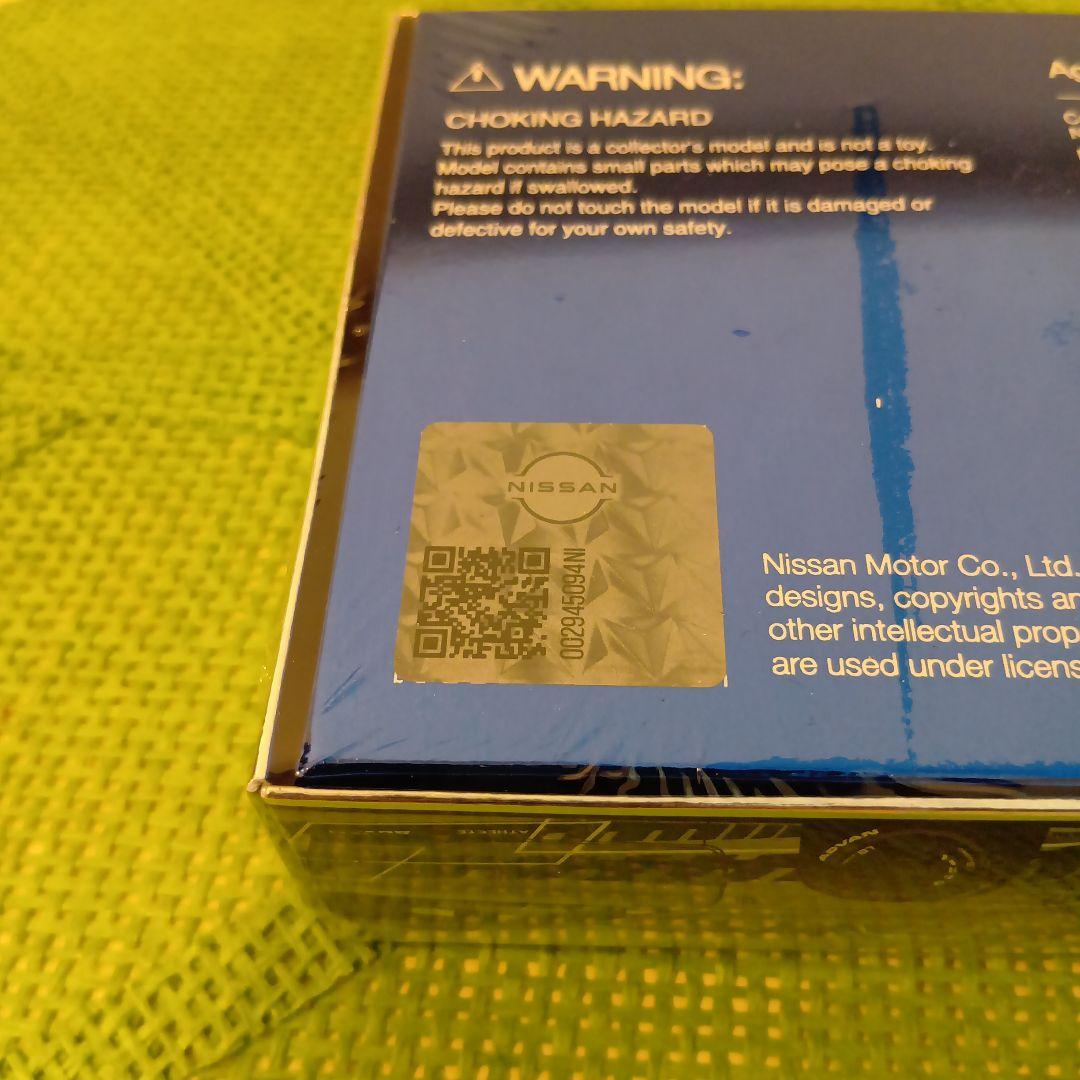 WARNING:
CHOKING HAZARD
This product is a collector's model and is not a toy.
Model contains small parts which may pose a choking
hazard if swallowed.
Please do not touch the model if it is damaged or
defective for your own safety.
NISSAN
002945094NI
Nissan Motor Co., Ltd.
designs, copyrights an
other intellectual prop
are used under licens
ATHLETE
ADVAN